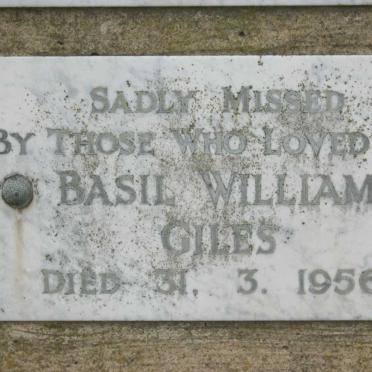 SADLY MISSED
BY THOSE WHO LOVED
BASIL WILLIAM
GILES
DIED 31. 3. 1956